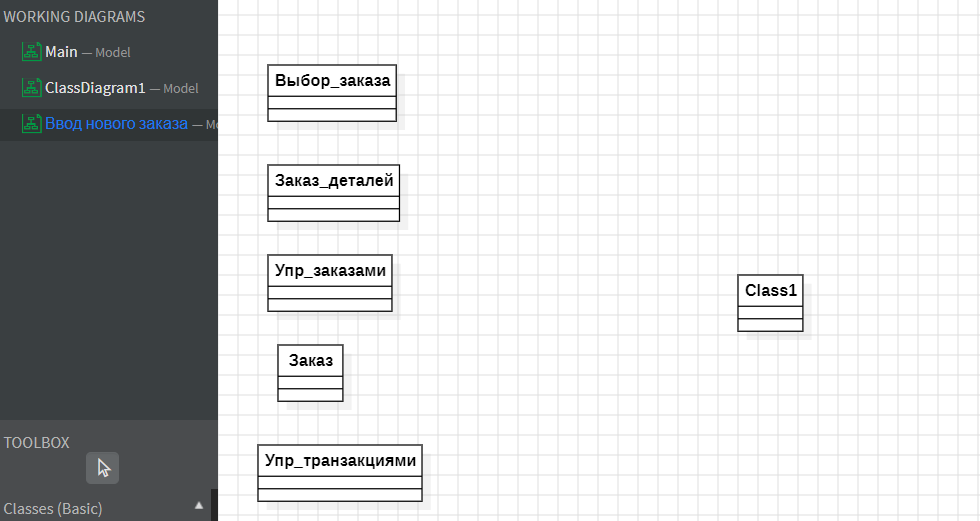 WORKING DIAGRAMS
Main — Model
ClassDiagram1 — Model
Ввод нового заказа — Mo
TOOLBOX
Classes (Basic)
Выбор_заказа
Заказ_деталей
Упр_заказами
Class1
Заказ
Упр_транзакциями